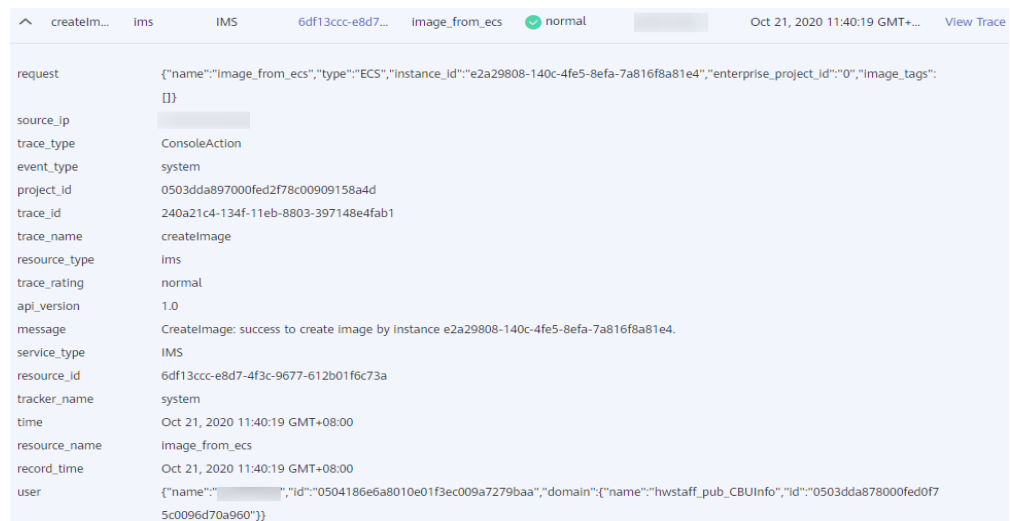 createIm... ims IMS 6df13ccc-e8d7... image_from_ecs normal Oct 21, 2020 11:40:19 GMT+... View Trace
request {"name":"image_from_ecs","type":"ECS","instance_id":"e2a29808-140c-4fe5-8efa-7a816f8a81e4","enterprise_project_id":"0","image_tags":
[]}
source_ip
trace_type ConsoleAction
event_type system
project_id 0503dda897000fed2f78c00909158a4d
trace_id 240a21c4-134f-11eb-8803-397148e4fab1
trace_name createImage
resource_type ims
trace_rating normal
api_version 1.0
message CreateImage: success to create image by instance e2a29808-140c-4fe5-8efa-7a816f8a81e4.
service_type IMS
resource_id 6df13ccc-e8d7-4f3c-9677-612b01f6c73a
tracker_name system
time Oct 21, 2020 11:40:19 GMT+08:00
resource_name image_from_ecs
record_time Oct 21, 2020 11:40:19 GMT+08:00
user {"name":" ","id":"0504186e6a8010e01f3ec009a7279baa","domain":{"name":"hwstaff_pub_CBUInfo","id":"0503dda878000fed0f7
5c0096d70a960"}}